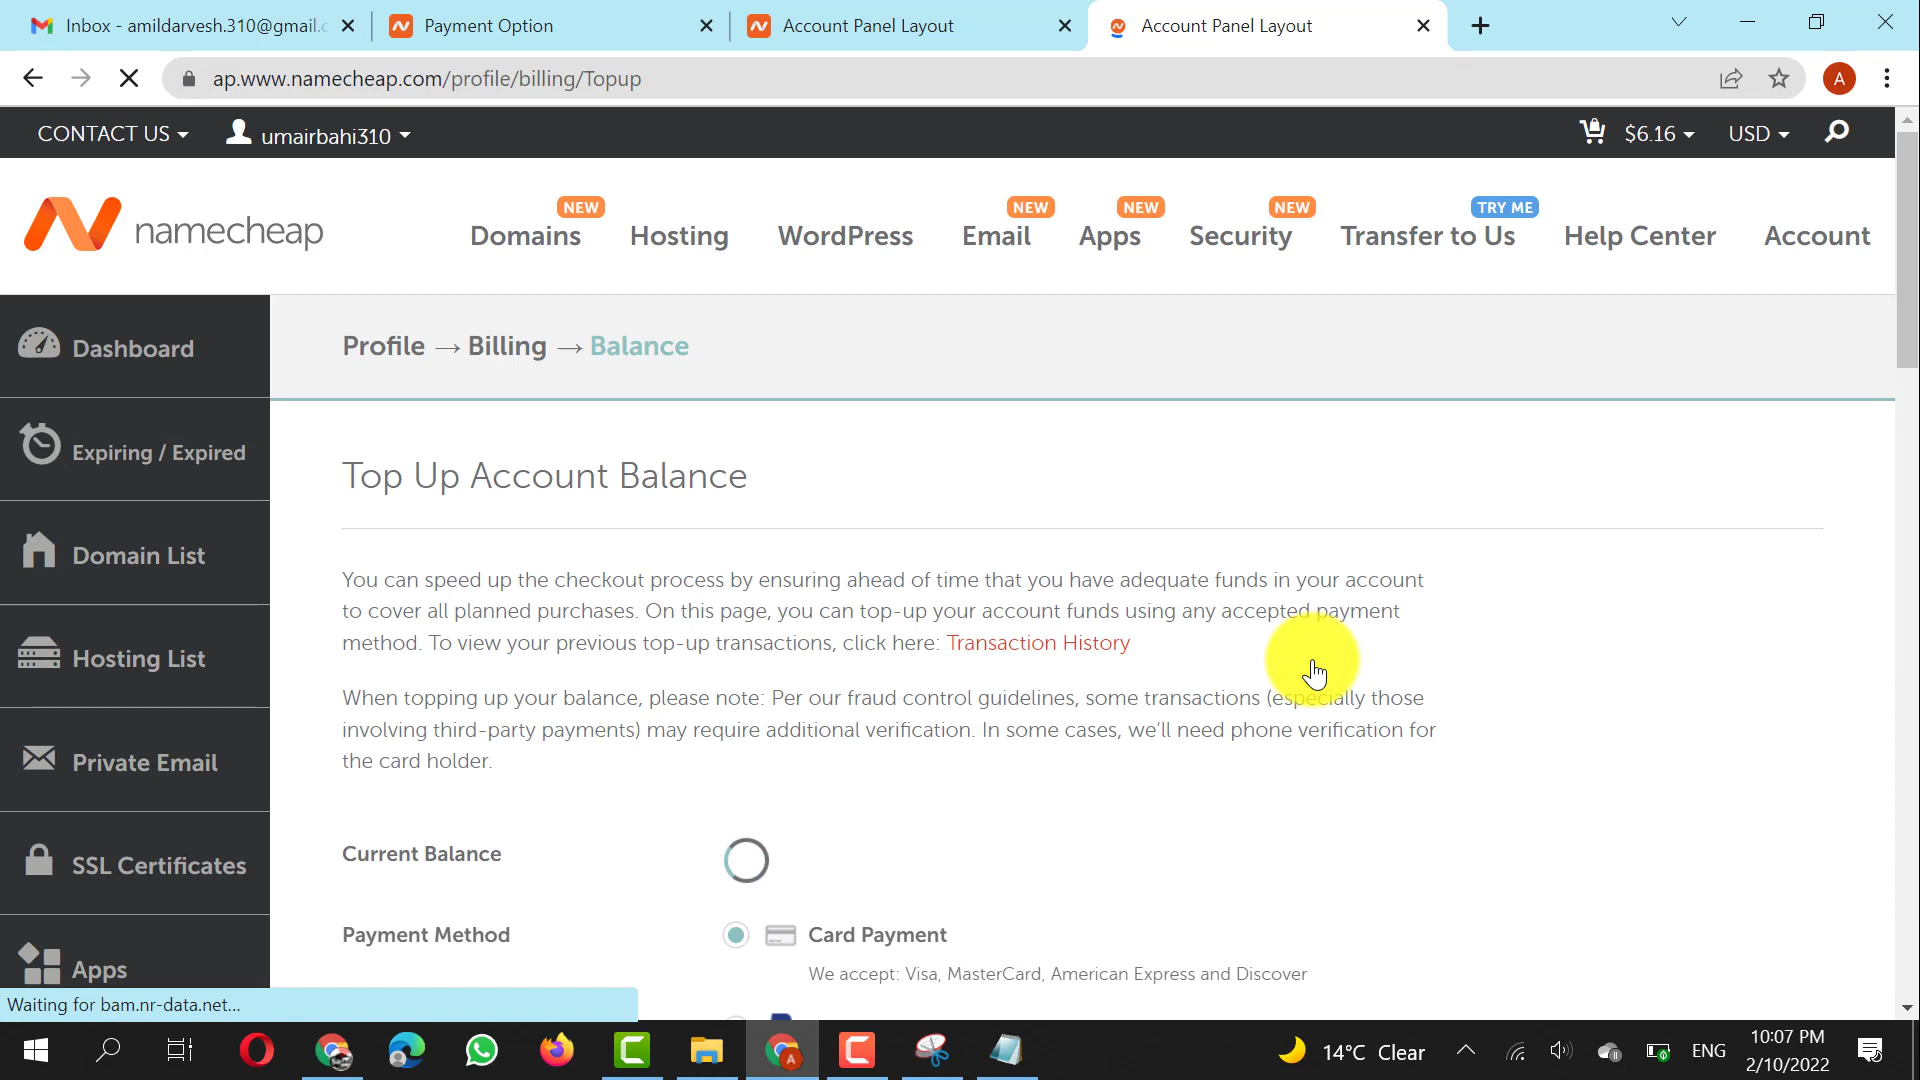 Inbox - amildarvesh.310@gmail.c
Payment Option
Account Panel Layout
Account Panel Layout
ap.www.namecheap.com/profile/billing/Topup
A
CONTACT US
umairbahi310
$6.16
USD
namecheap
NEW
NEW
NEW
NEW
TRY ME
Domains
Hosting
WordPress
Email
Apps
Security
Transfer to Us
Help Center
Account
Dashboard
Expiring / Expired
Domain List
Hosting List
Private Email
SSL Certificates
Apps
Profile → Billing → Balance
Top Up Account Balance
You can speed up the checkout process by ensuring ahead of time that you have adequate funds in your account
to cover all planned purchases. On this page, you can top-up your account funds using any accepted payment
method. To view your previous top-up transactions, click here: Transaction History
When topping up your balance, please note: Per our fraud control guidelines, some transactions (especially those
involving third-party payments) may require additional verification. In some cases, we'll need phone verification for
the card holder.
Current Balance
Payment Method
Card Payment
We accept: Visa, MasterCard, American Express and Discover
Waiting for bam.nr-data.net...
14°C Clear
ENG
10:07 PM
2/10/2022